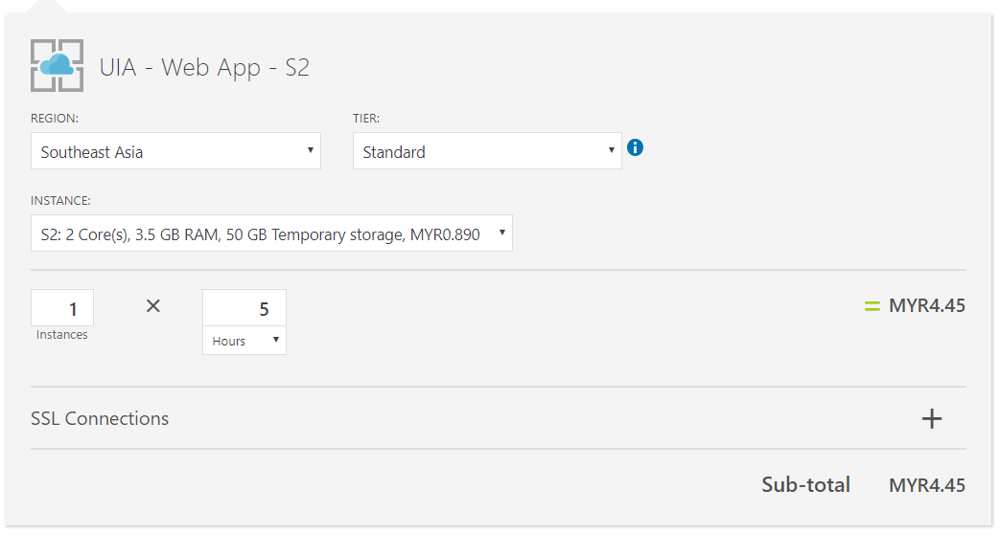 UIA - Web App - S2
REGION: TIER:
Southeast Asia Standard
INSTANCE:
S2: 2 Core(s), 3.5 GB RAM, 50 GB Temporary storage, MYR0.890
1 × 5 = MYR4.45
Instances Hours
SSL Connections +
Sub-total MYR4.45